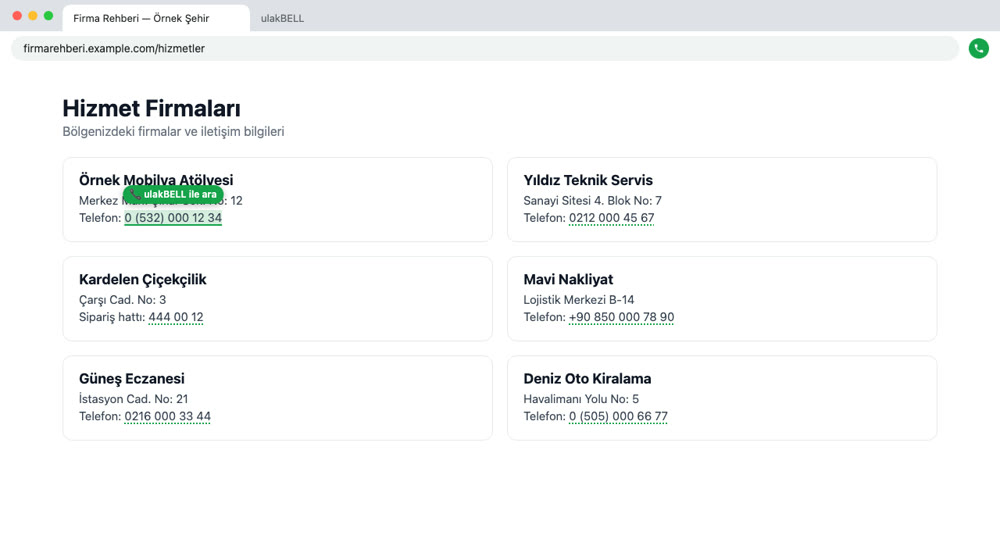 Firma Rehberi — Örnek Şehir
ulakBELL
firmarehberi.example.com/hizmetler
Hizmet Firmaları
Bölgenizdeki firmalar ve iletişim bilgileri
Örnek Mobilya Atölyesi
ulakBELL ile ara
Merkez 12
Telefon: 0 (532) 000 12 34
Yıldız Teknik Servis
Sanayi Sitesi 4. Blok No: 7
Telefon: 0212 000 45 67
Kardelen Çiçekçilik
Çarşı Cad. No: 3
Sipariş hattı: 444 00 12
Mavi Nakliyat
Lojistik Merkezi B-14
Telefon: +90 850 000 78 90
Güneş Eczanesi
İstasyon Cad. No: 21
Telefon: 0216 000 33 44
Deniz Oto Kiralama
Havalimanı Yolu No: 5
Telefon: 0 (505) 000 66 77